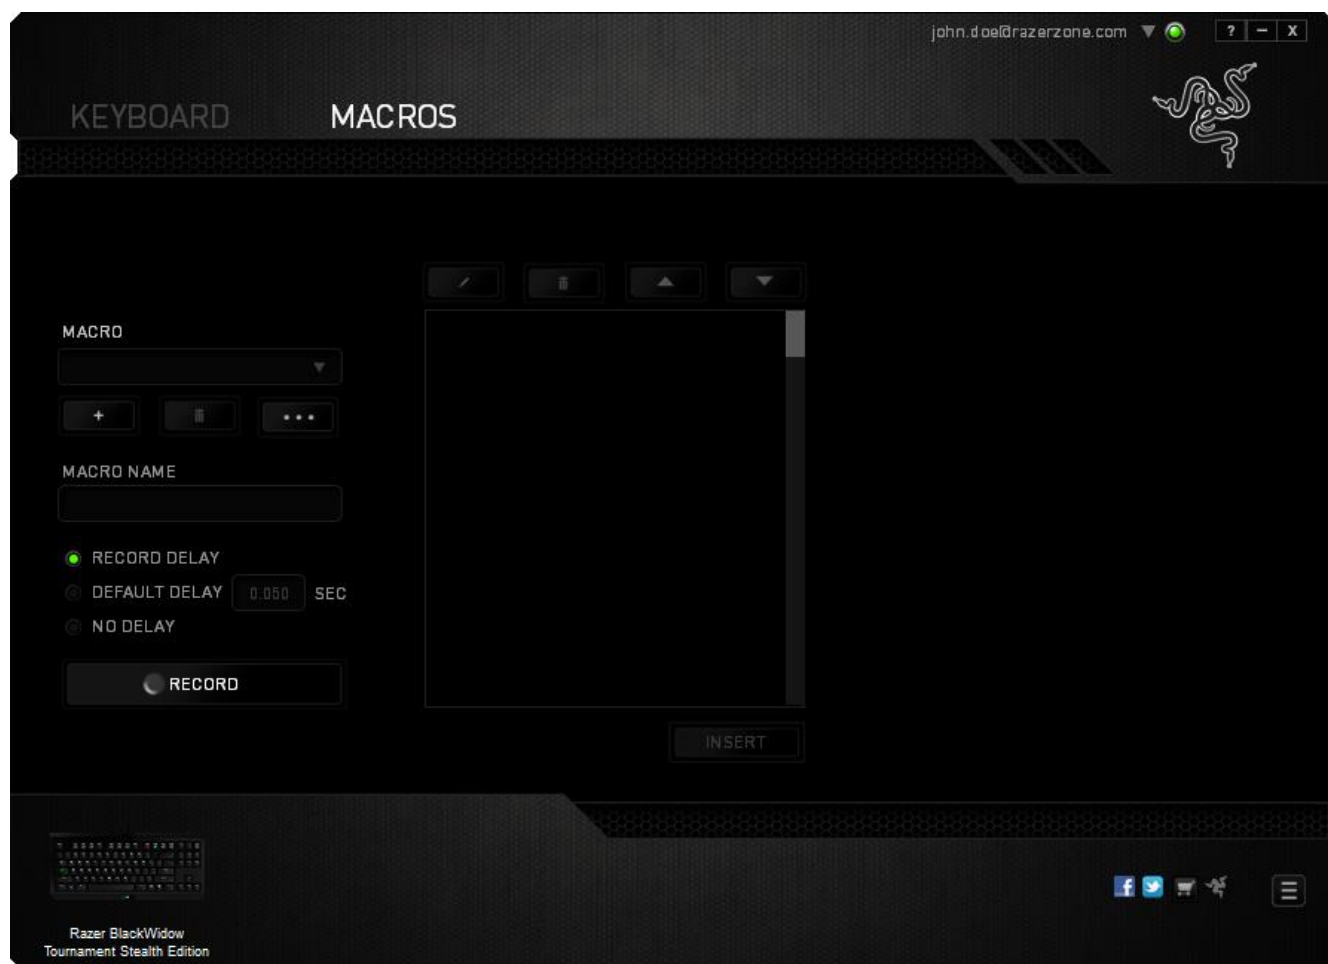 john.doe@razerzone.com
? – X
KEYBOARD MACROS
MACRO
+
MACRO NAME
RECORD DELAY
DEFAULT DELAY 0.050 SEC
NO DELAY
RECORD
INSERT
Razer BlackWidow
Tournament Stealth Edition